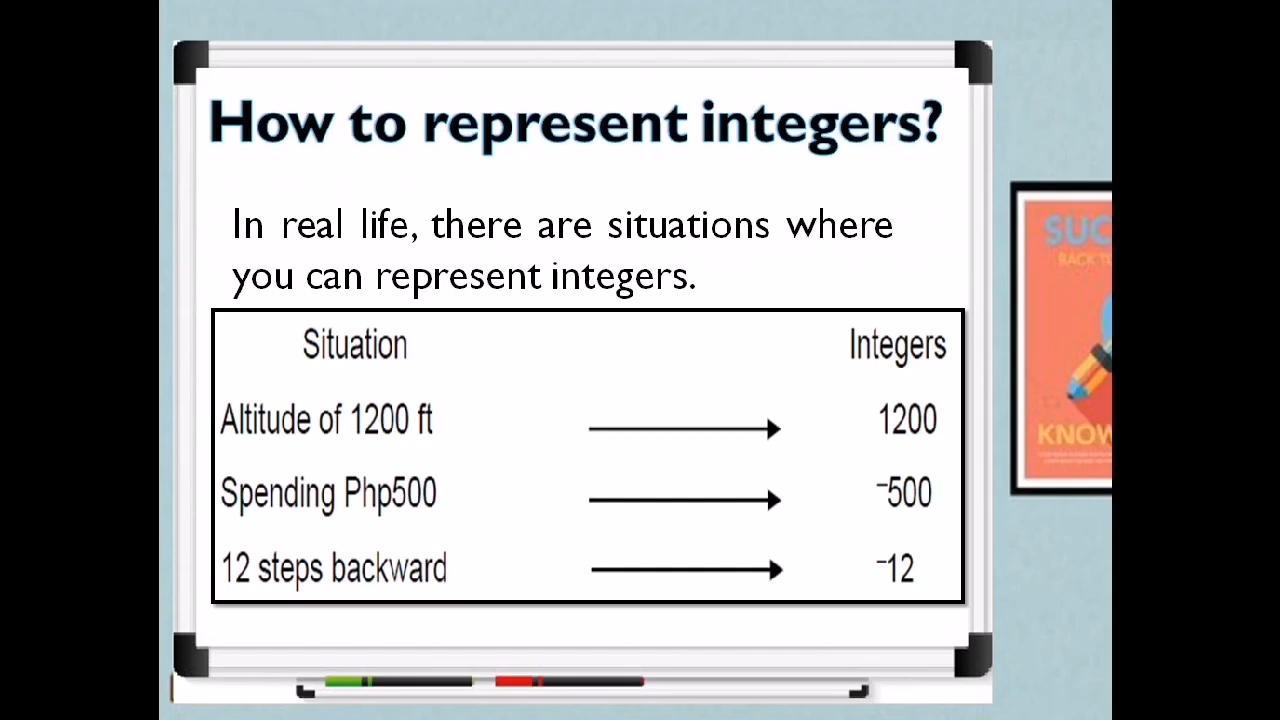 How to represent integers?
In real life, there are situations where
you can represent integers.
Situation Integers
Altitude of 1200 ft 1200
Spending Php500 ⁻500
12 steps backward ⁻12